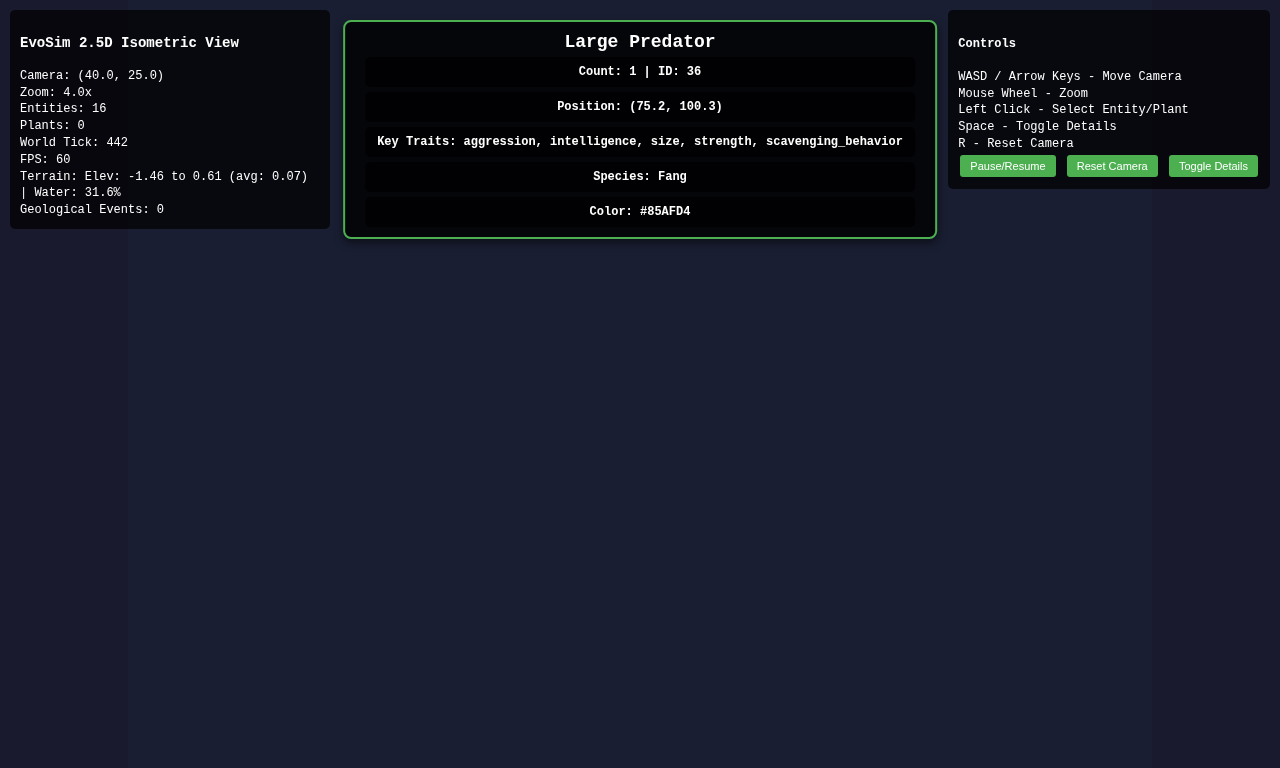 EvoSim 2.5D Isometric View
Camera: (40.0, 25.0)
Zoom: 4.0x
Entities: 16
Plants: 0
World Tick: 442
FPS: 60
Terrain: Elev: -1.46 to 0.61 (avg: 0.07)
| Water: 31.6%
Geological Events: 0
Large Predator
Count: 1 | ID: 36
Position: (75.2, 100.3)
Key Traits: aggression, intelligence, size, strength, scavenging_behavior
Species: Fang
Color: #85AFD4
Controls
WASD / Arrow Keys - Move Camera
Mouse Wheel - Zoom
Left Click - Select Entity/Plant
Space - Toggle Details
R - Reset Camera
Pause/Resume Reset Camera Toggle Details